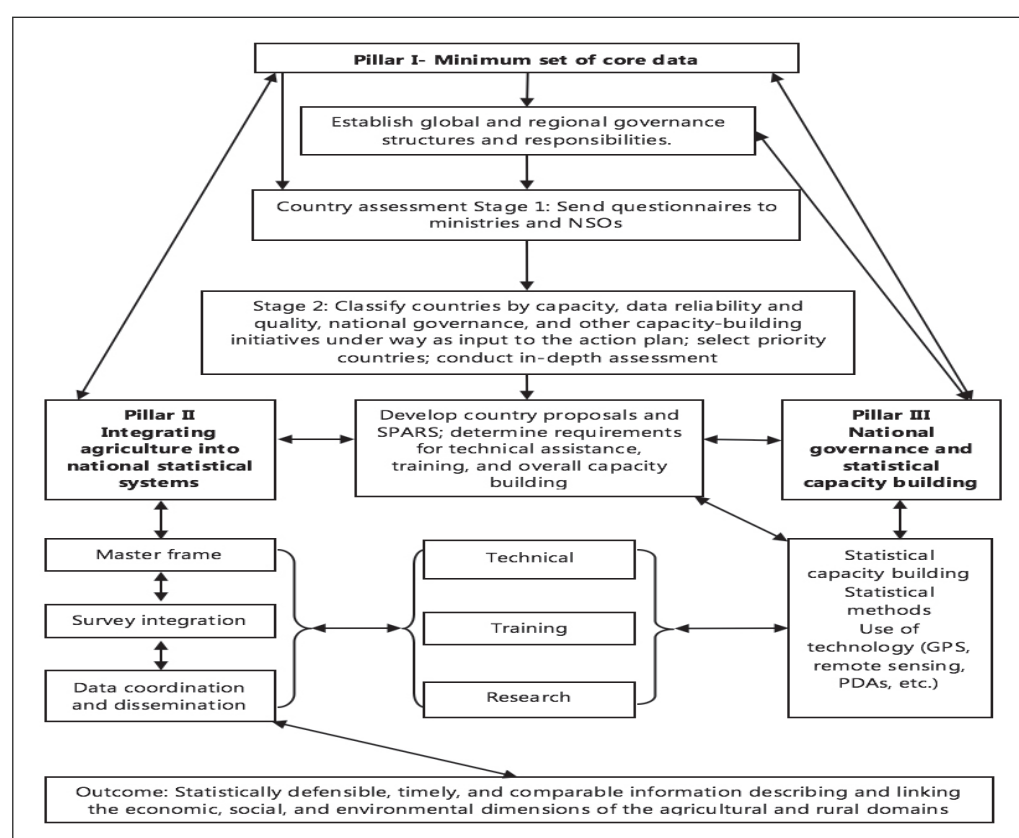 Pillar I- Minimum set of core data
Establish global and regional governance
structures and responsibilities.
Country assessment Stage 1: Send questionnaires to
ministries and NSOs
Stage 2: Classify countries by capacity, data reliability and
quality, national governance, and other capacity-building
initiatives under way as input to the action plan; select priority
countries; conduct in-depth assessment
Pillar II
Integrating
agriculture into
national statistical
systems
Develop country proposals and
SPARS; determine requirements
for technical assistance,
training, and overall capacity
building
Pillar III
National
governance and
statistical
capacity building
Master frame
Survey integration
Data coordination
and dissemination
Technical
Training
Research
Statistical
capacity building
Statistical
methods
Use of
technology (GPS,
remote sensing,
PDAs, etc.)
Outcome: Statistically defensible, timely, and comparable information describing and linking
the economic, social, and environmental dimensions of the agricultural and rural domains